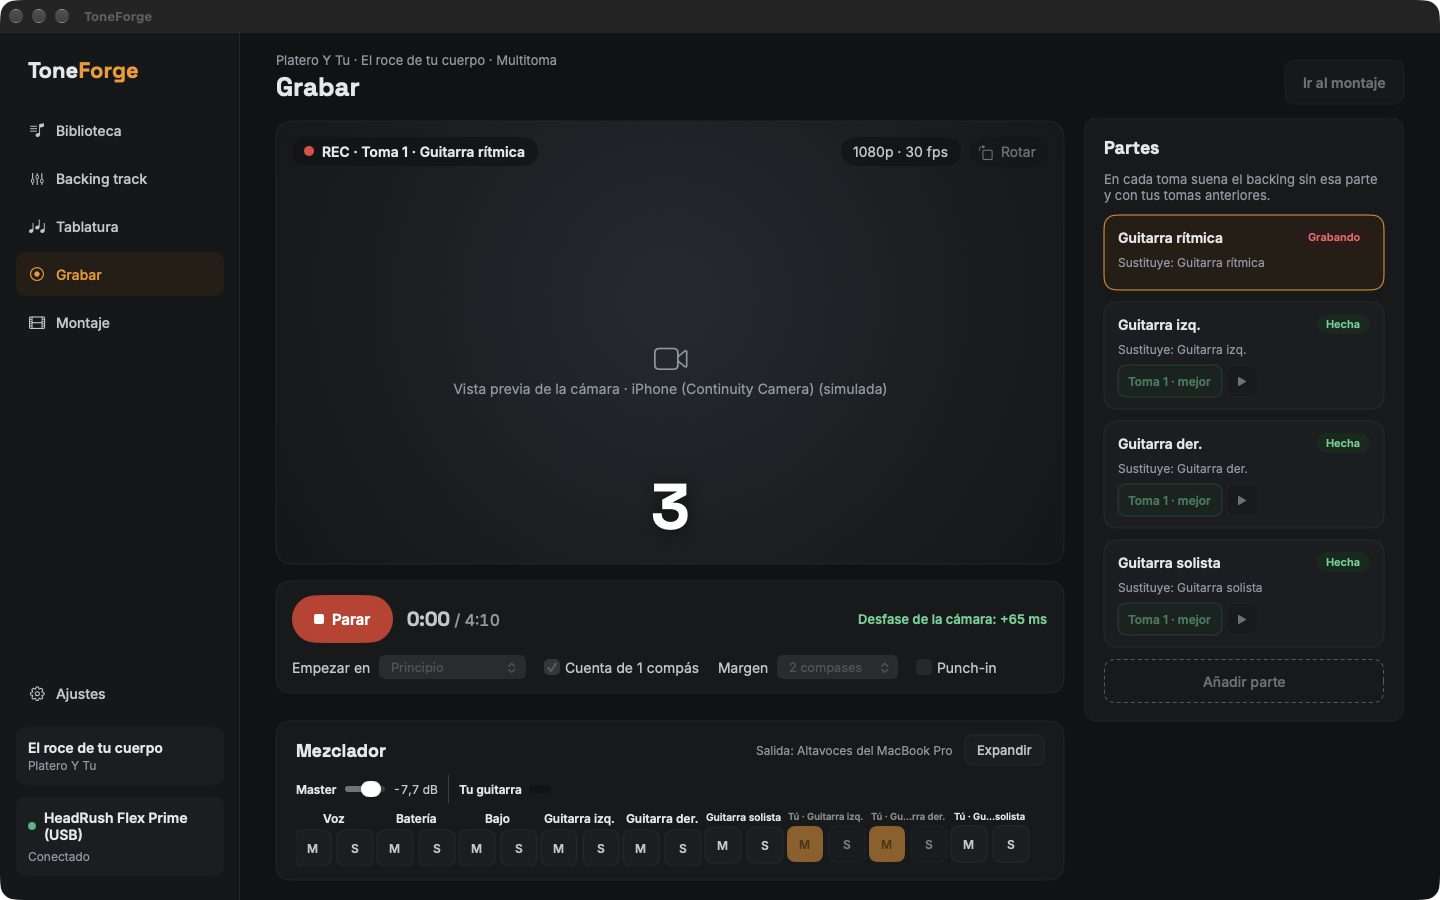 ToneForge
ToneForge
Biblioteca
Backing track
Tablatura
Grabar
Montaje
Ajustes
El roce de tu cuerpo
Platero Y Tu
HeadRush Flex Prime
(USB)
Conectado
Platero Y Tu · El roce de tu cuerpo · Multitoma
Grabar
Ir al montaje
REC · Toma 1 · Guitarra rítmica
1080p · 30 fps
Rotar
Vista previa de la cámara · iPhone (Continuity Camera) (simulada)
3
Parar
0:00 / 4:10
Desfase de la cámara: +65 ms
Empezar en
Principio
Cuenta de 1 compás
Margen
2 compases
Punch-in
Mezclador
Salida: Altavoces del MacBook Pro
Expandir
Master
-7,7 dB
Tu guitarra
Voz
Batería
Bajo
Guitarra izq.
Guitarra der.
Guitarra solista
Tú · Guitarra izq.
Tú · Gu...rra der.
Tú · Gu...solista
M S M S M S M S M S M S M S M S M S
Partes
En cada toma suena el backing sin esa parte
y con tus tomas anteriores.
Guitarra rítmica
Grabando
Sustituye: Guitarra rítmica
Guitarra izq.
Hecha
Sustituye: Guitarra izq.
Toma 1 · mejor
Guitarra der.
Hecha
Sustituye: Guitarra der.
Toma 1 · mejor
Guitarra solista
Hecha
Sustituye: Guitarra solista
Toma 1 · mejor
Añadir parte